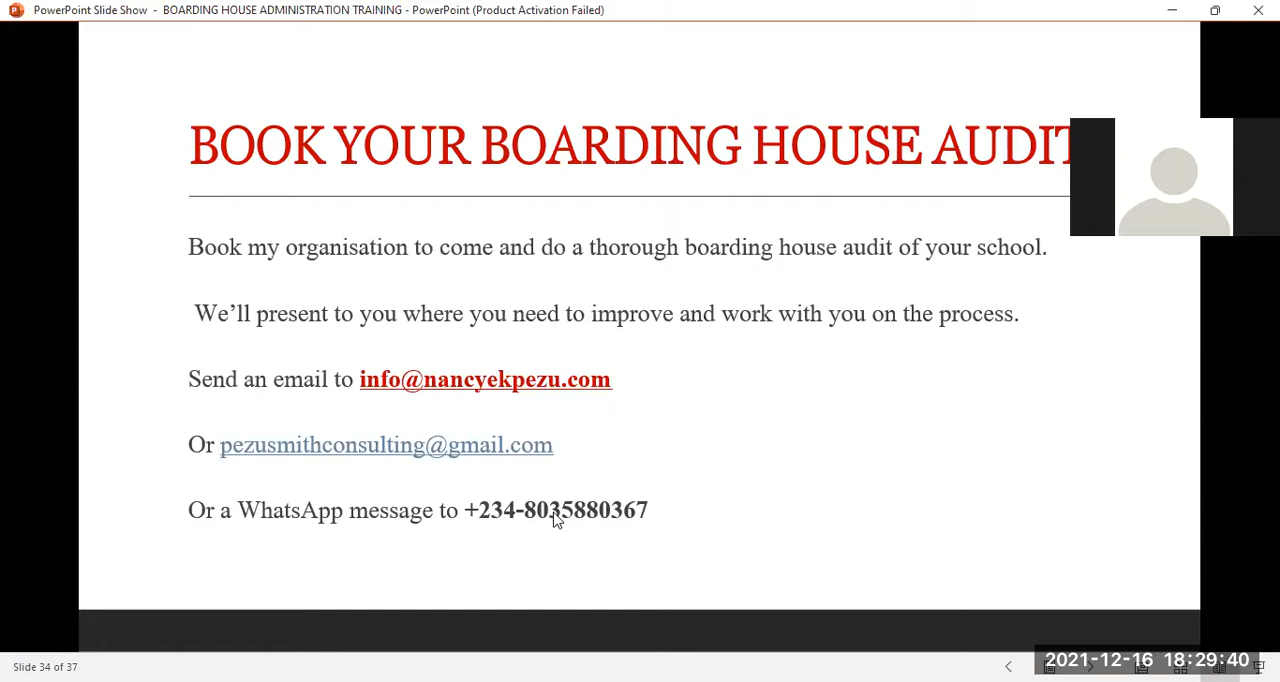 PowerPoint Slide Show - BOARDING HOUSE ADMINISTRATION TRAINING - PowerPoint (Product Activation Failed)
BOOK YOUR BOARDING HOUSE AUDIT
Book my organisation to come and do a thorough boarding house audit of your school.
We'll present to you where you need to improve and work with you on the process.
Send an email to info@nancyekpezu.com
Or pezusmithconsulting@gmail.com
Or a WhatsApp message to +234-8035880367
Slide 34 of 37
2021-12-16 18:29:40